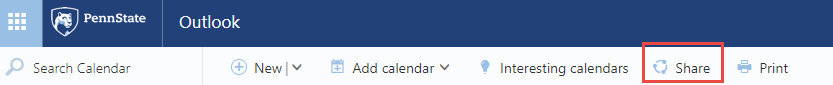 PennState Outlook
Search Calendar New | Add calendar Interesting calendars Share Print